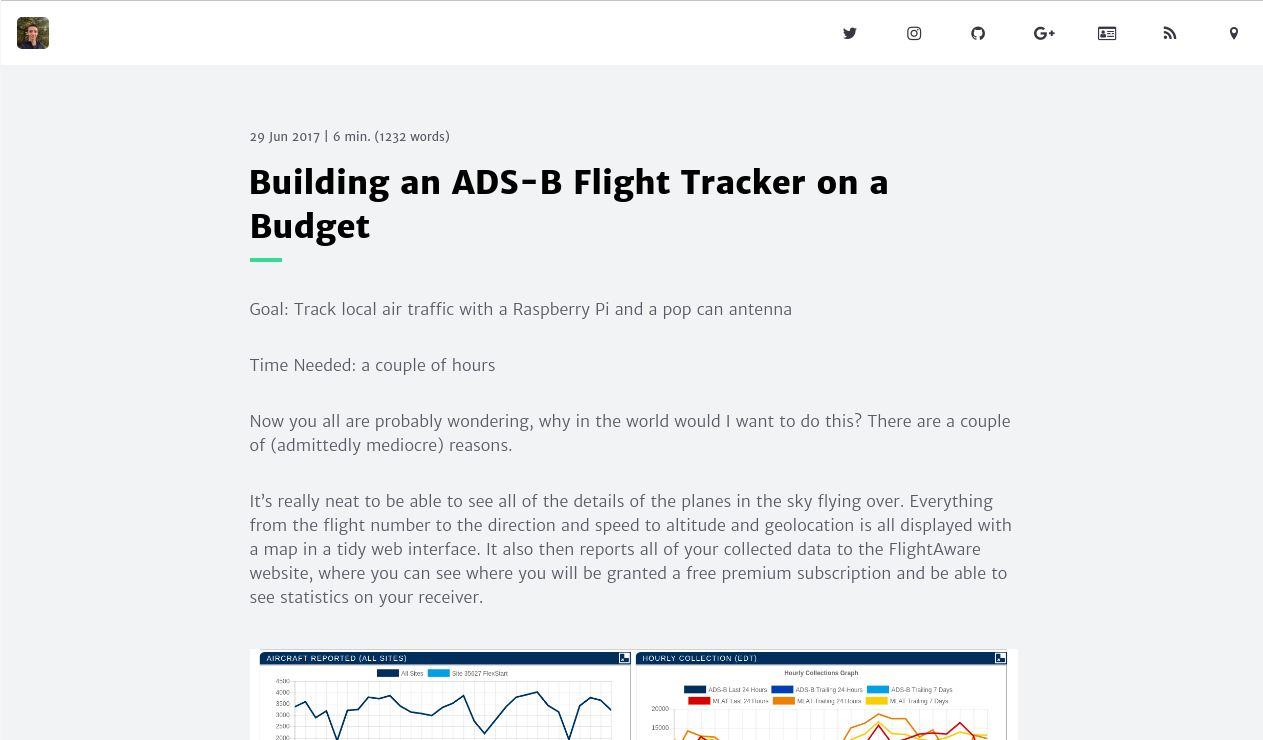 29 Jun 2017 | 6 min. (1232 words)
Building an ADS-B Flight Tracker on a
Budget
Goal: Track local air traffic with a Raspberry Pi and a pop can antenna
Time Needed: a couple of hours
Now you all are probably wondering, why in the world would I want to do this? There are a couple
of (admittedly mediocre) reasons.
It’s really neat to be able to see all of the details of the planes in the sky flying over. Everything
from the flight number to the direction and speed to altitude and geolocation is all displayed with
a map in a tidy web interface. It also then reports all of your collected data to the FlightAware
website, where you can see where you will be granted a free premium subscription and be able to
see statistics on your receiver.
AIRCRAFT REPORTED (ALL SITES)
All Sites Site 35627 FlexStart
4500
4000
3500
3000
2500
2000
HOURLY COLLECTION (EDT)
Hourly Collections Graph
ADS-B Last 24 Hours ADS-B Trailing 24 Hours ADS-B Trailing 7 Days
MLAT Last 24 Hours MLAT Trailing 24 Hours MLAT Trailing 7 Days
20000
15000